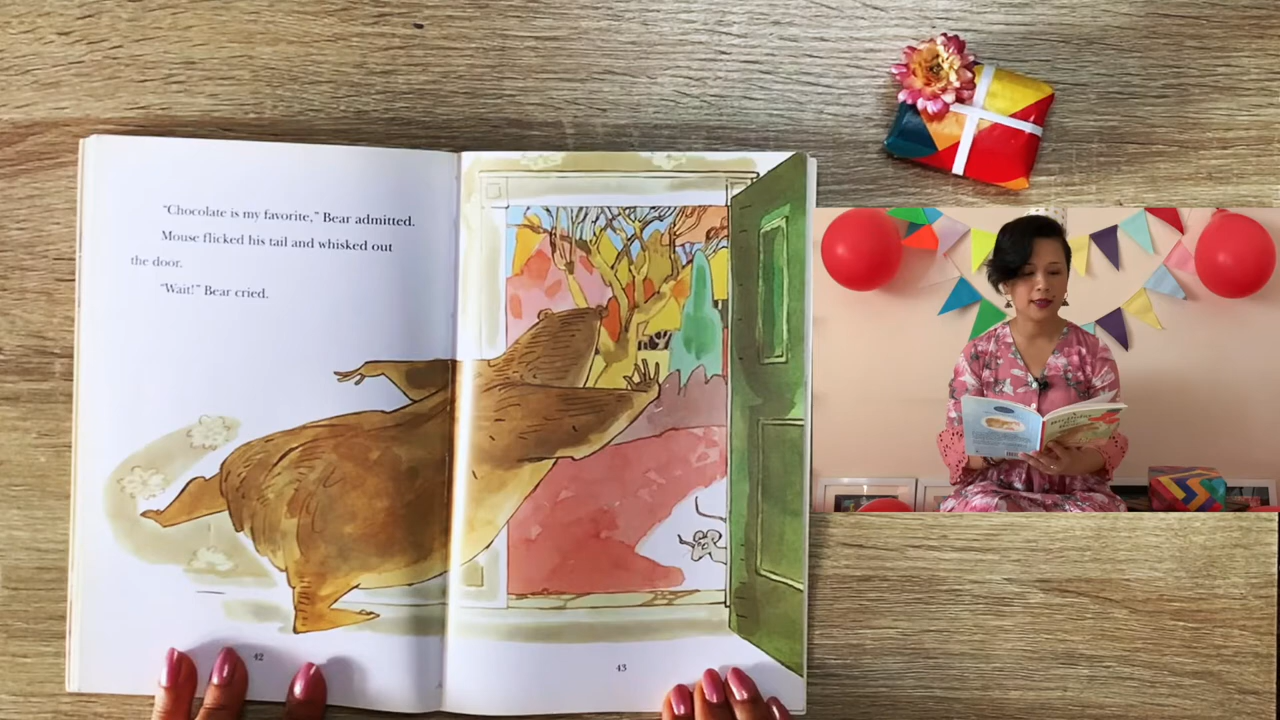 “Chocolate is my favorite,” Bear admitted.
Mouse flicked his tail and whisked out
the door.
“Wait!” Bear cried.
42
43
A
Birthday